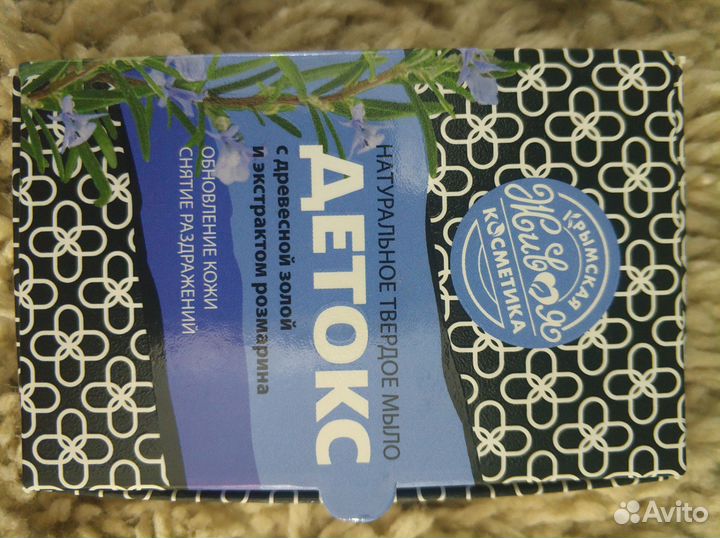 КРЫМСКАЯ
Живая
КОСМЕТИКА
НАТУРАЛЬНОЕ ТВЕРДОЕ МЫЛО
ДЕТОКС
с древесной золой
и экстрактом розмарина
ОБНОВЛЕНИЕ КОЖИ
СНЯТИЕ РАЗДРАЖЕНИЙ
Avito